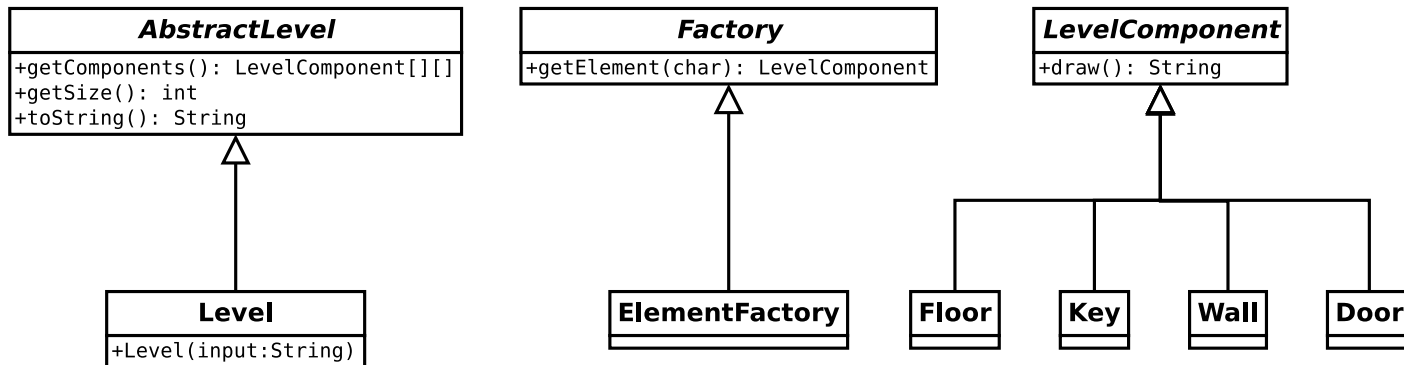 AbstractLevel
+getComponents(): LevelComponent[][]
+getSize(): int
+toString(): String
Factory
+getElement(char): LevelComponent
LevelComponent
+draw(): String
Level
+Level(input:String)
ElementFactory
Floor
Key
Wall
Door